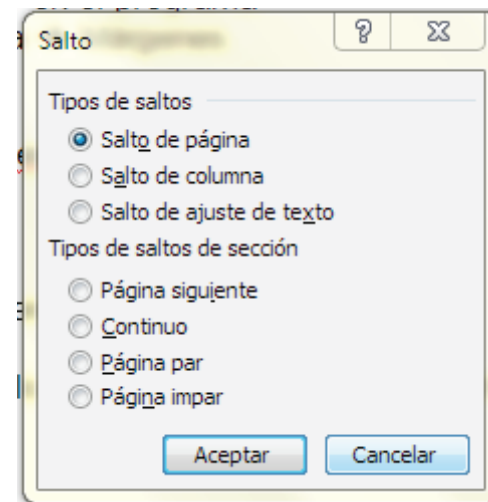 Salto
Tipos de saltos
Salto de página
Salto de columna
Salto de ajuste de texto
Tipos de saltos de sección
Página siguiente
Continuo
Página par
Página impar
Aceptar Cancelar